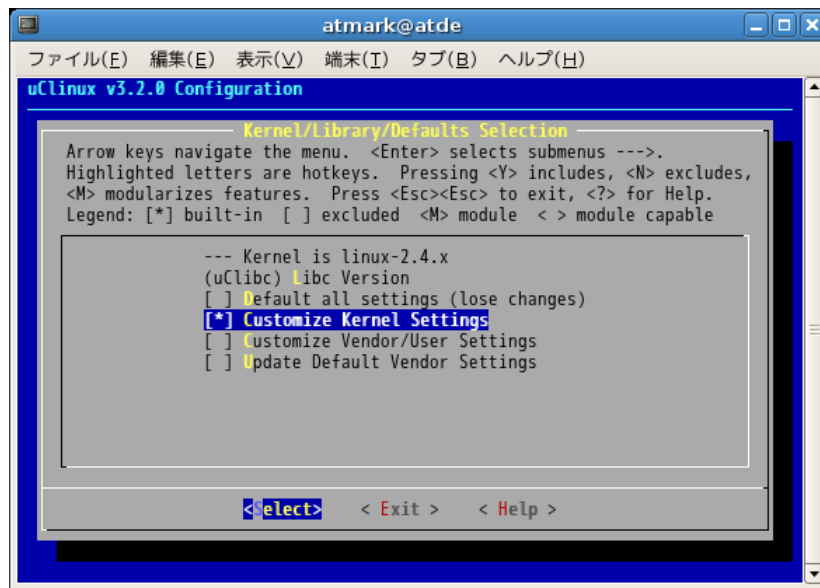 atmark@atde
ファイル(F) 編集(E) 表示(V) 端末(T) タブ(B) ヘルプ(H)
uClinux v3.2.0 Configuration
Kernel/Library/Defaults Selection
Arrow keys navigate the menu. <Enter> selects submenus --->.
Highlighted letters are hotkeys. Pressing <Y> includes, <N> excludes,
<M> modularizes features. Press <Esc><Esc> to exit, <?> for Help.
Legend: [*] built-in [ ] excluded <M> module < > module capable
--- Kernel is linux-2.4.x
(uClibc) Libc Version
[ ] Default all settings (lose changes)
[*] Customize Kernel Settings
[ ] Customize Vendor/User Settings
[ ] Update Default Vendor Settings
<Select> < Exit > < Help >